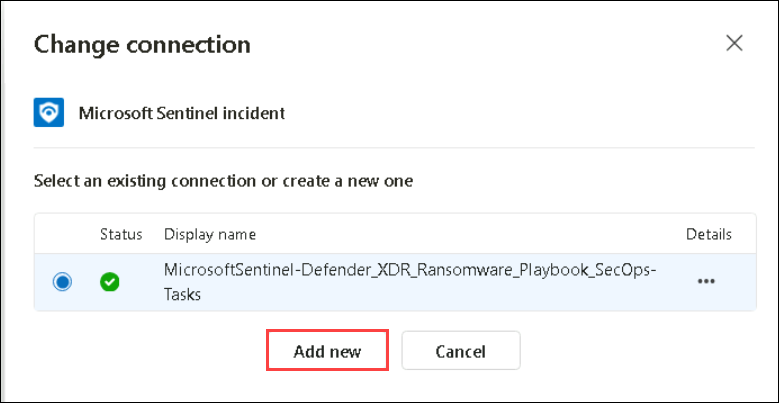 Change connection
Microsoft Sentinel incident
Select an existing connection or create a new one
Status Display name Details
MicrosoftSentinel-Defender_XDR_Ransomware_Playbook_SecOps-
Tasks
Add new Cancel